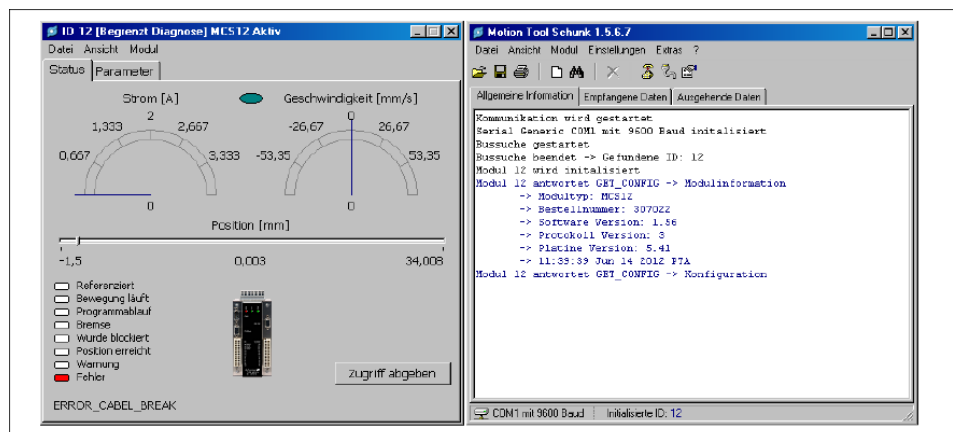 ID 12 [Begrenzt Diagnose] MCS12 Aktiv
Datei Ansicht Modul
Status Parameter
Strom [A]
Geschwindigkeit [mm/s]
0,667
1,333
2
2,667
3,333
0
-53,35
-26,67
0
26,67
53,35
0
Position [mm]
-1,5
0,003
34,008
Referenziert
Bewegung läuft
Programmablauf
Bremse
Wurde blockiert
Position erreicht
Warnung
Fehler
Zugriff abgeben
ERROR_CABEL_BREAK
Motion Tool Schunk 1.5.6.7
Datei Ansicht Modul Einstellungen Extras ?
Allgemeine Information Empfangene Daten Ausgehende Daten
Kommunikation wird gestartet
Serial Generic COM1 mit 9600 Baud initalisiert
Bussuche gestartet
Bussuche beendet -> Gefundene ID: 12
Modul 12 wird initalisiert
Modul 12 antwortet GET_CONFIG -> Modulinformation
-> Modultyp: MCS12
-> Bestellnummer: 307022
-> Software Version: 1.56
-> Protokoll Version: 3
-> Platine Version: 5.41
-> 11:39:39 Jun 14 2012 PTA
Modul 12 antwortet GET_CONFIG -> Konfiguration
COM1 mit 9600 Baud Initialisierte ID: 12